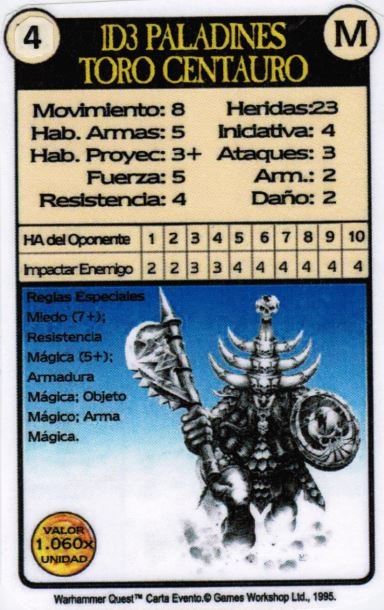 4
1D3 PALADINES
TORO CENTAURO
M
Movimiento: 8 Heridas:23
Hab. Armas: 5 Iniciativa: 4
Hab. Proyec: 3+ Ataques: 3
Fuerza: 5 Arm.: 2
Resistencia: 4 Daño: 2
HA del Oponente 1 2 3 4 5 6 7 8 9 10
Impactar Enemigo 2 2 3 3 4 4 4 4 4 4
Reglas Especiales
Miedo (7+);
Resistencia
Mágica (5+);
Armadura
Mágica; Objeto
Mágico; Arma
Mágica.
VALOR
1.060x
UNIDAD
Warhammer Quest™ Carta Evento.© Games Workshop Ltd., 1995.